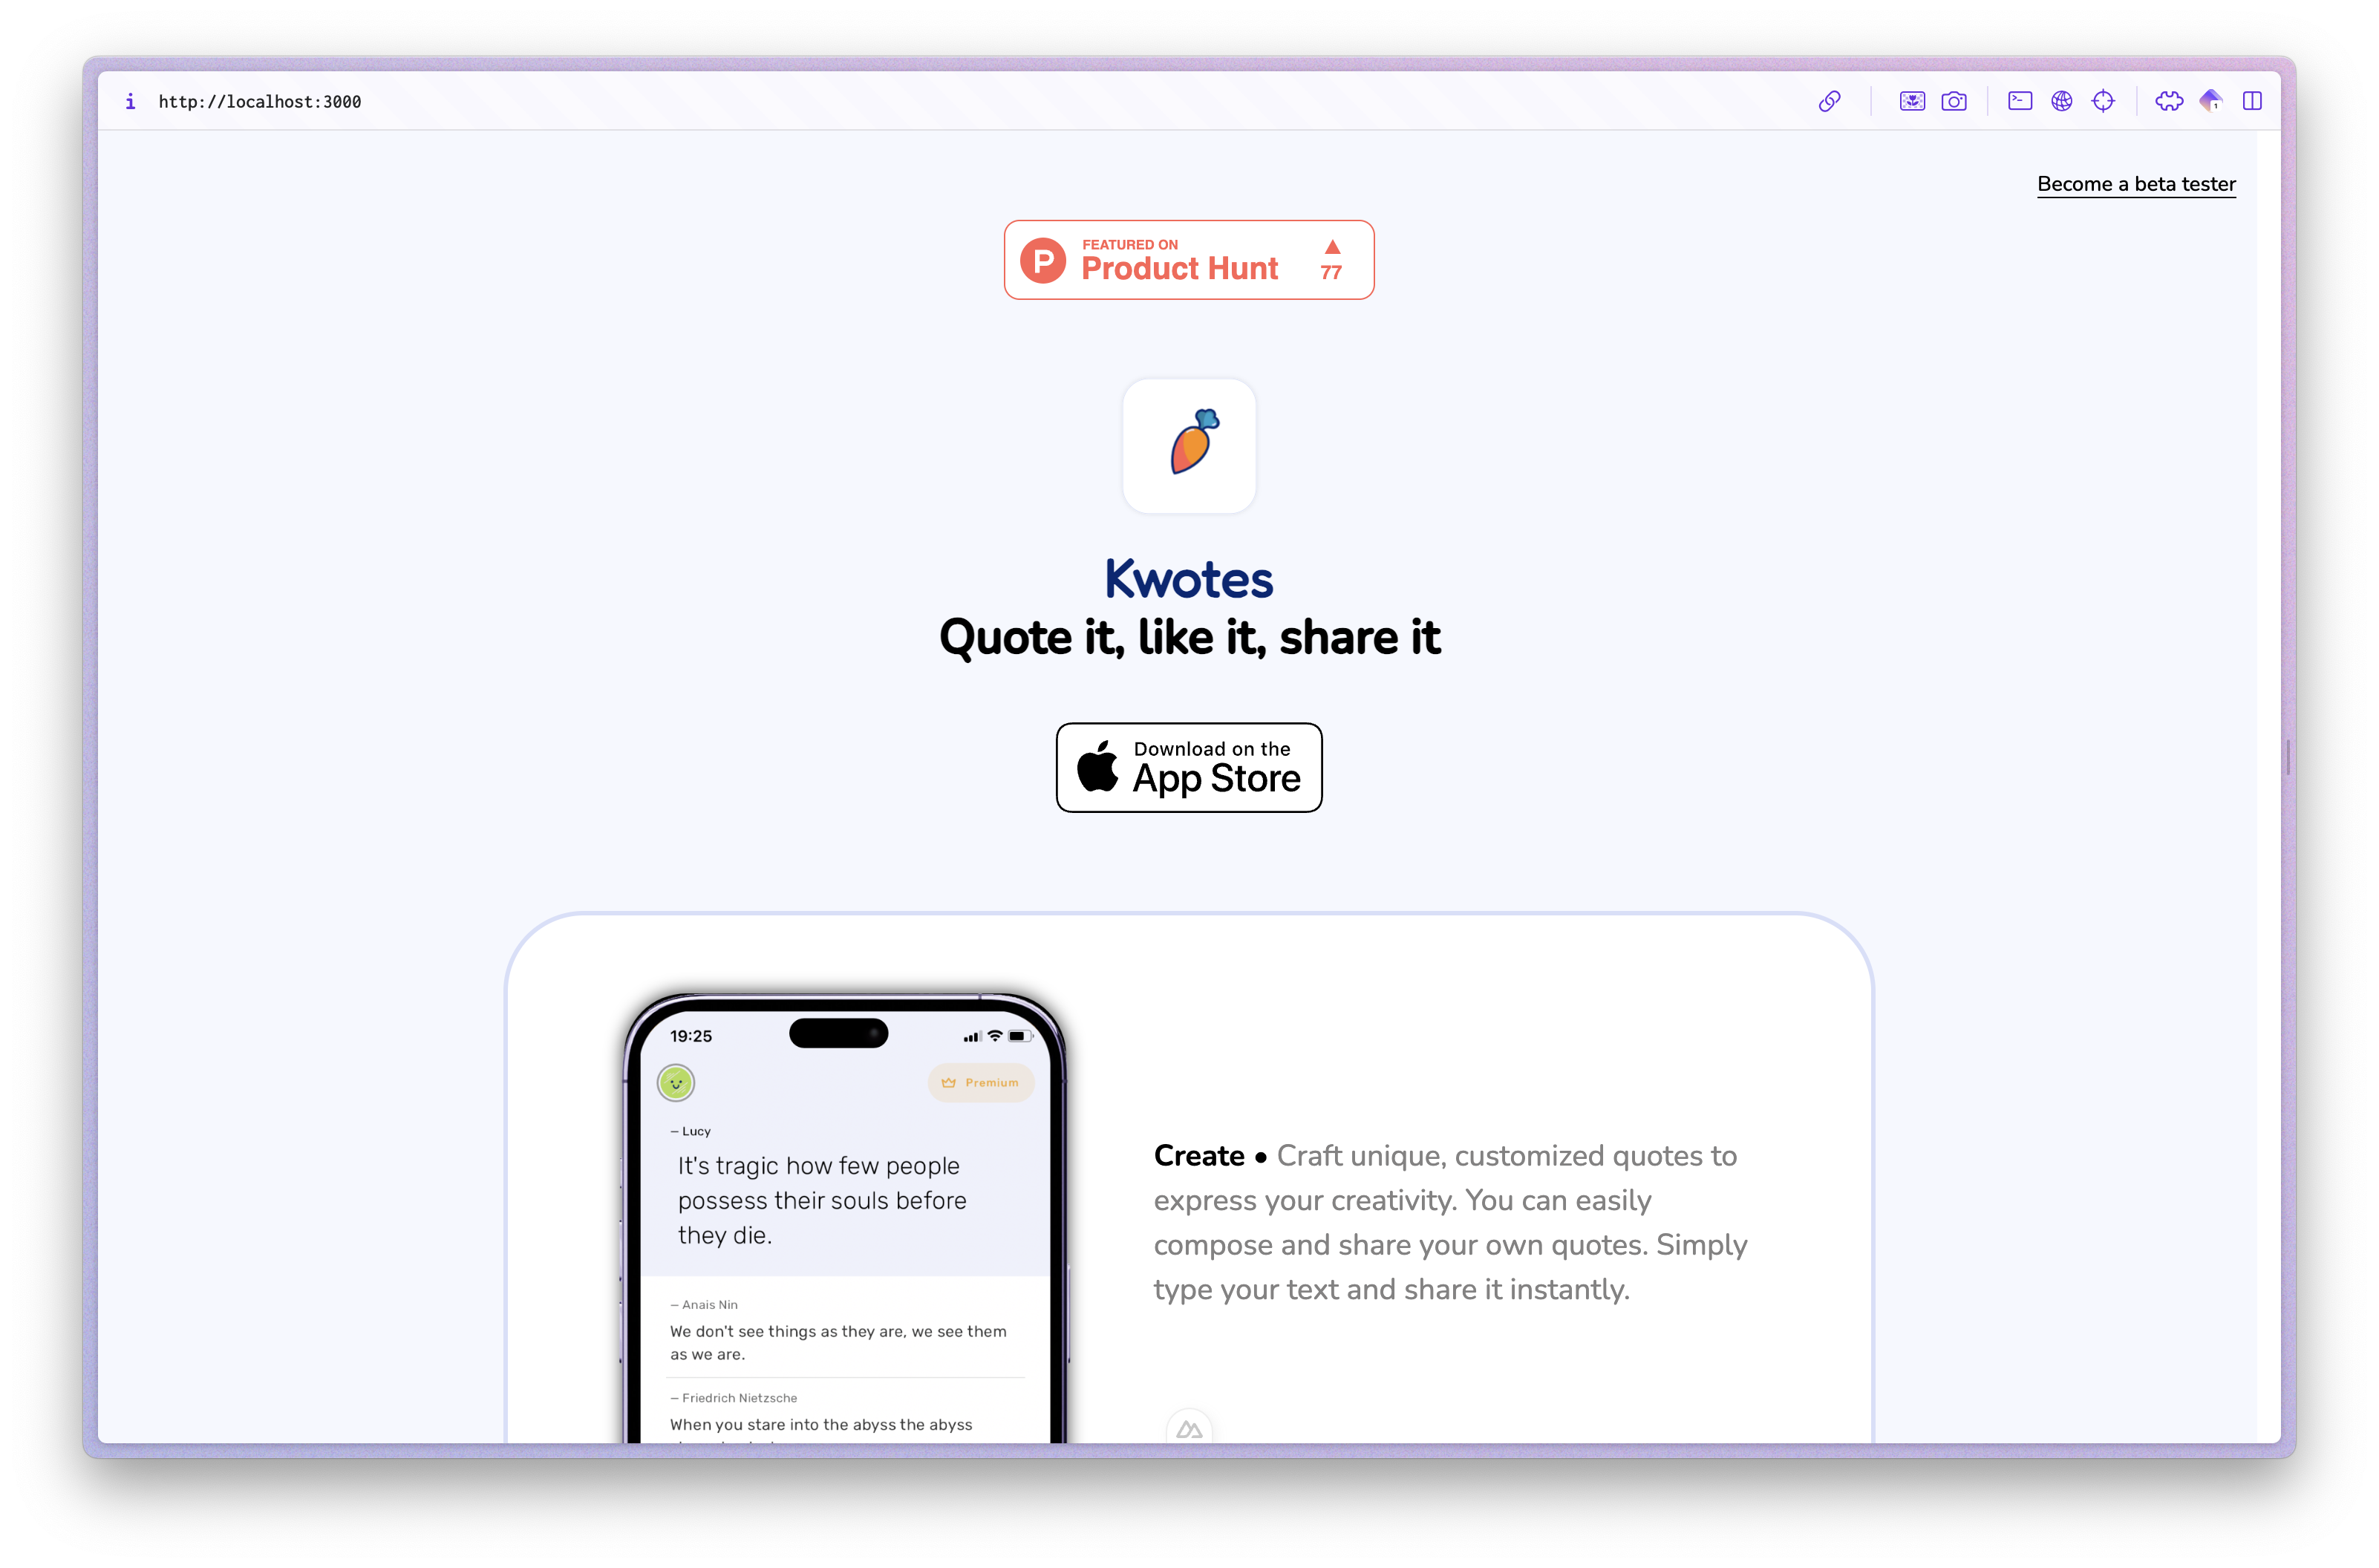 http://localhost:3000
1
Become a beta tester
P
FEATURED ON
Product Hunt
77
Kwotes
Quote it, like it, share it
Download on the
App Store
19:25
Premium
— Lucy
It's tragic how few people
possess their souls before
they die.
— Anais Nin
We don't see things as they are, we see them
as we are.
— Friedrich Nietzsche
When you stare into the abyss the abyss
Create • Craft unique, customized quotes to
express your creativity. You can easily
compose and share your own quotes. Simply
type your text and share it instantly.